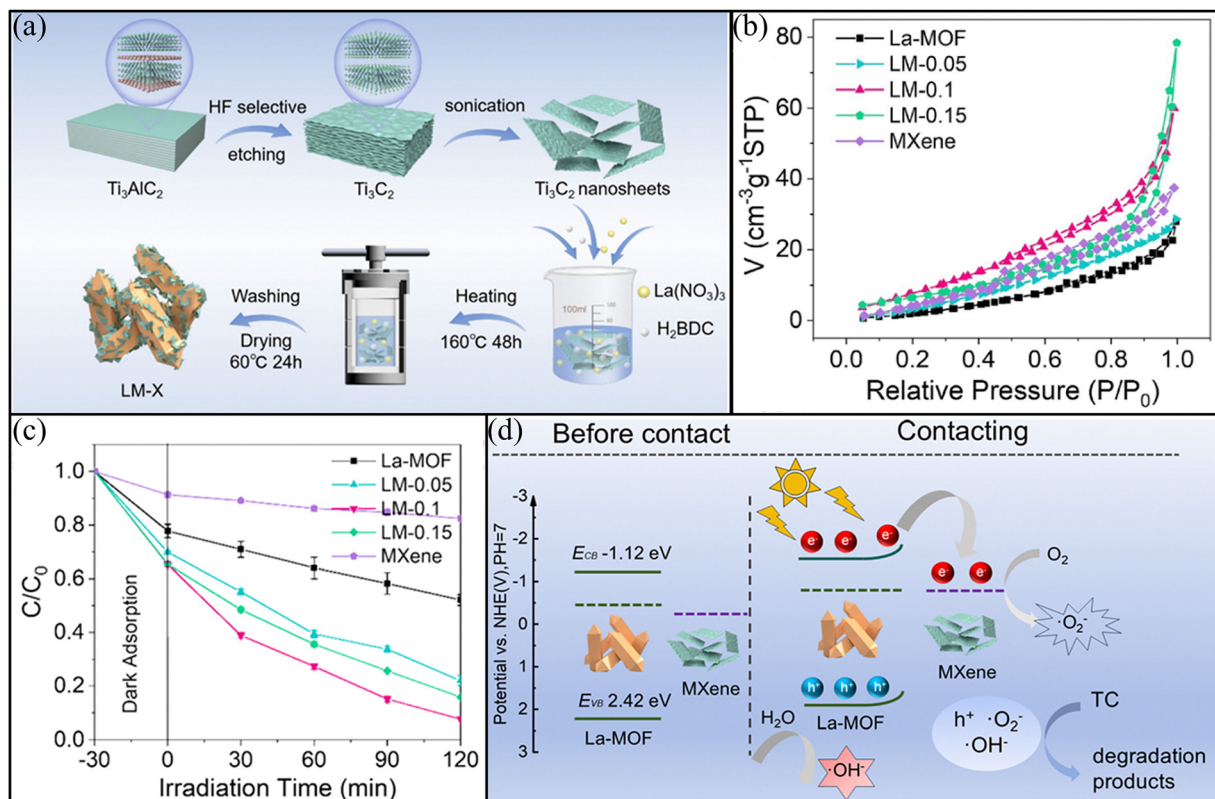 (a)
HF selective
etching
sonication
Ti₃AlC₂
Ti₃C₂
Ti₃C₂ nanosheets
Washing
Drying
60℃ 24h
Heating
160℃ 48h
100ml
100
80
La(NO₃)₃
H₂BDC
LM-X
(b)
80
60
40
20
0
V (cm⁻³g⁻¹STP)
La-MOF
LM-0.05
LM-0.1
LM-0.15
MXene
0.0 0.2 0.4 0.6 0.8 1.0
Relative Pressure (P/P₀)
(c)
1.0
0.8
0.6
0.4
0.2
0.0
C/C₀
Dark Adsorption
La-MOF
LM-0.05
LM-0.1
LM-0.15
MXene
-30 0 30 60 90 120
Irradiation Time (min)
(d)
Before contact
Contacting
Potential vs. NHE(V),PH=7
-3
-2
-1
0
1
2
3
E_CB -1.12 eV
MXene
E_VB 2.42 eV
La-MOF
e⁻ e⁻ e⁻
e⁻ e⁻
O₂
·O₂⁻
MXene
h⁺ h⁺ h⁺
La-MOF
H₂O
·OH⁻
h⁺ ·O₂⁻
·OH⁻
TC
degradation
products